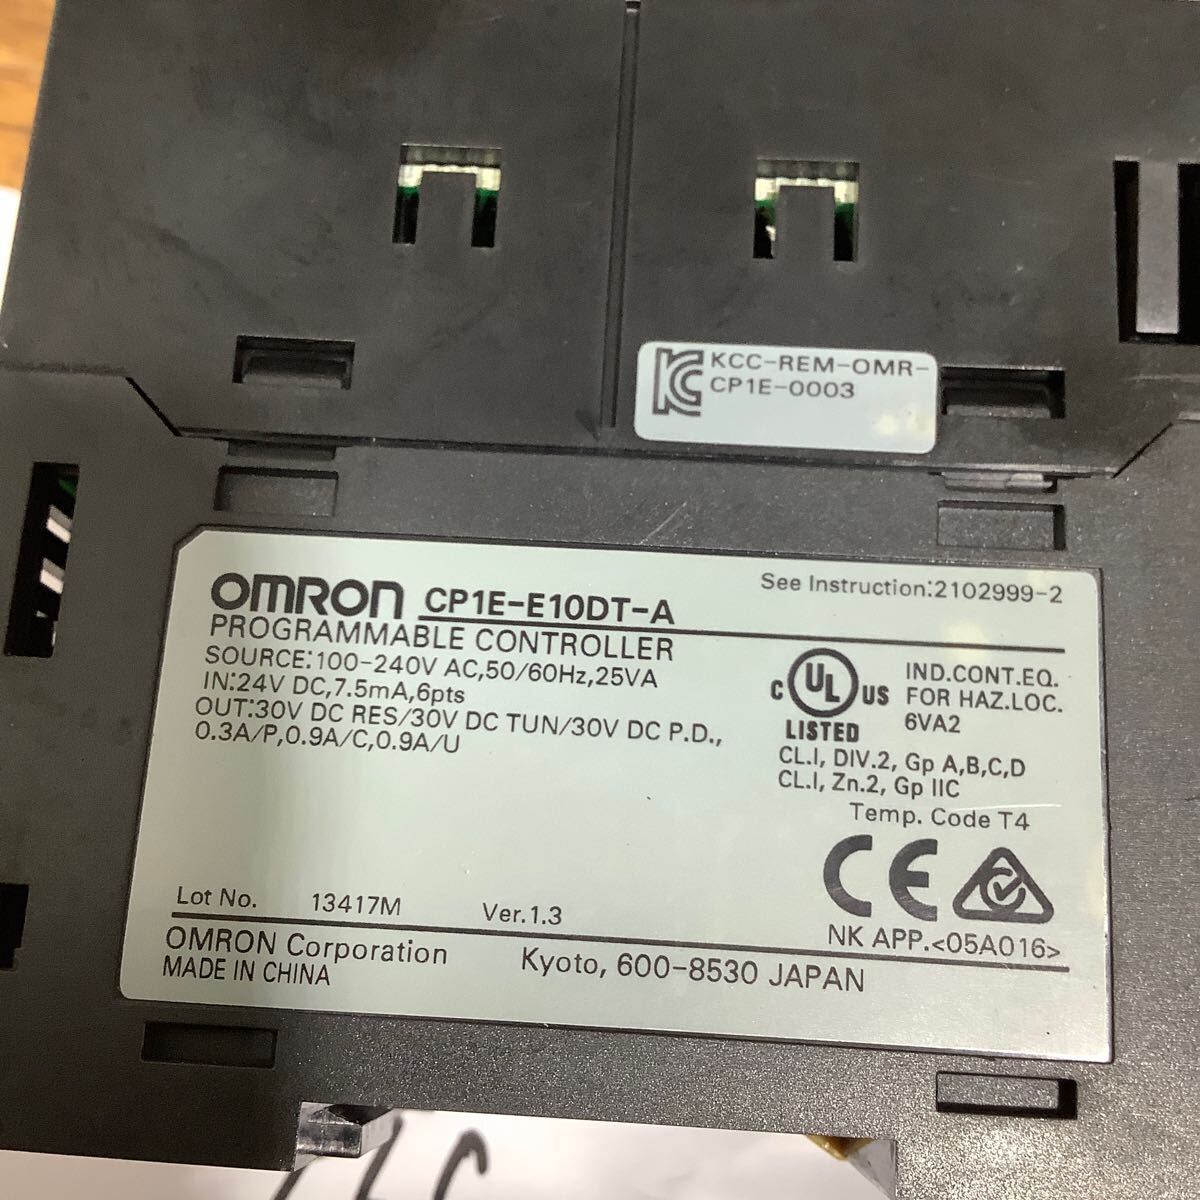 KCC-REM-OMR-
CP1E-0003
OMRON CP1E-E10DT-A
See Instruction:2102999-2
PROGRAMMABLE CONTROLLER
SOURCE:100-240V AC,50/60Hz,25VA
IN:24V DC,7.5mA,6pts
OUT:30V DC RES/30V DC TUN/30V DC P.D.,
0.3A/P,0.9A/C,0.9A/U
C UL US
LISTED
IND.CONT.EQ.
FOR HAZ.LOC.
6VA2
CL.I, DIV.2, Gp A,B,C,D
CL.I, Zn.2, Gp IIC
Temp. Code T4
CE
Lot No. 13417M Ver.1.3
NK APP.<05A016>
OMRON Corporation Kyoto, 600-8530 JAPAN
MADE IN CHINA